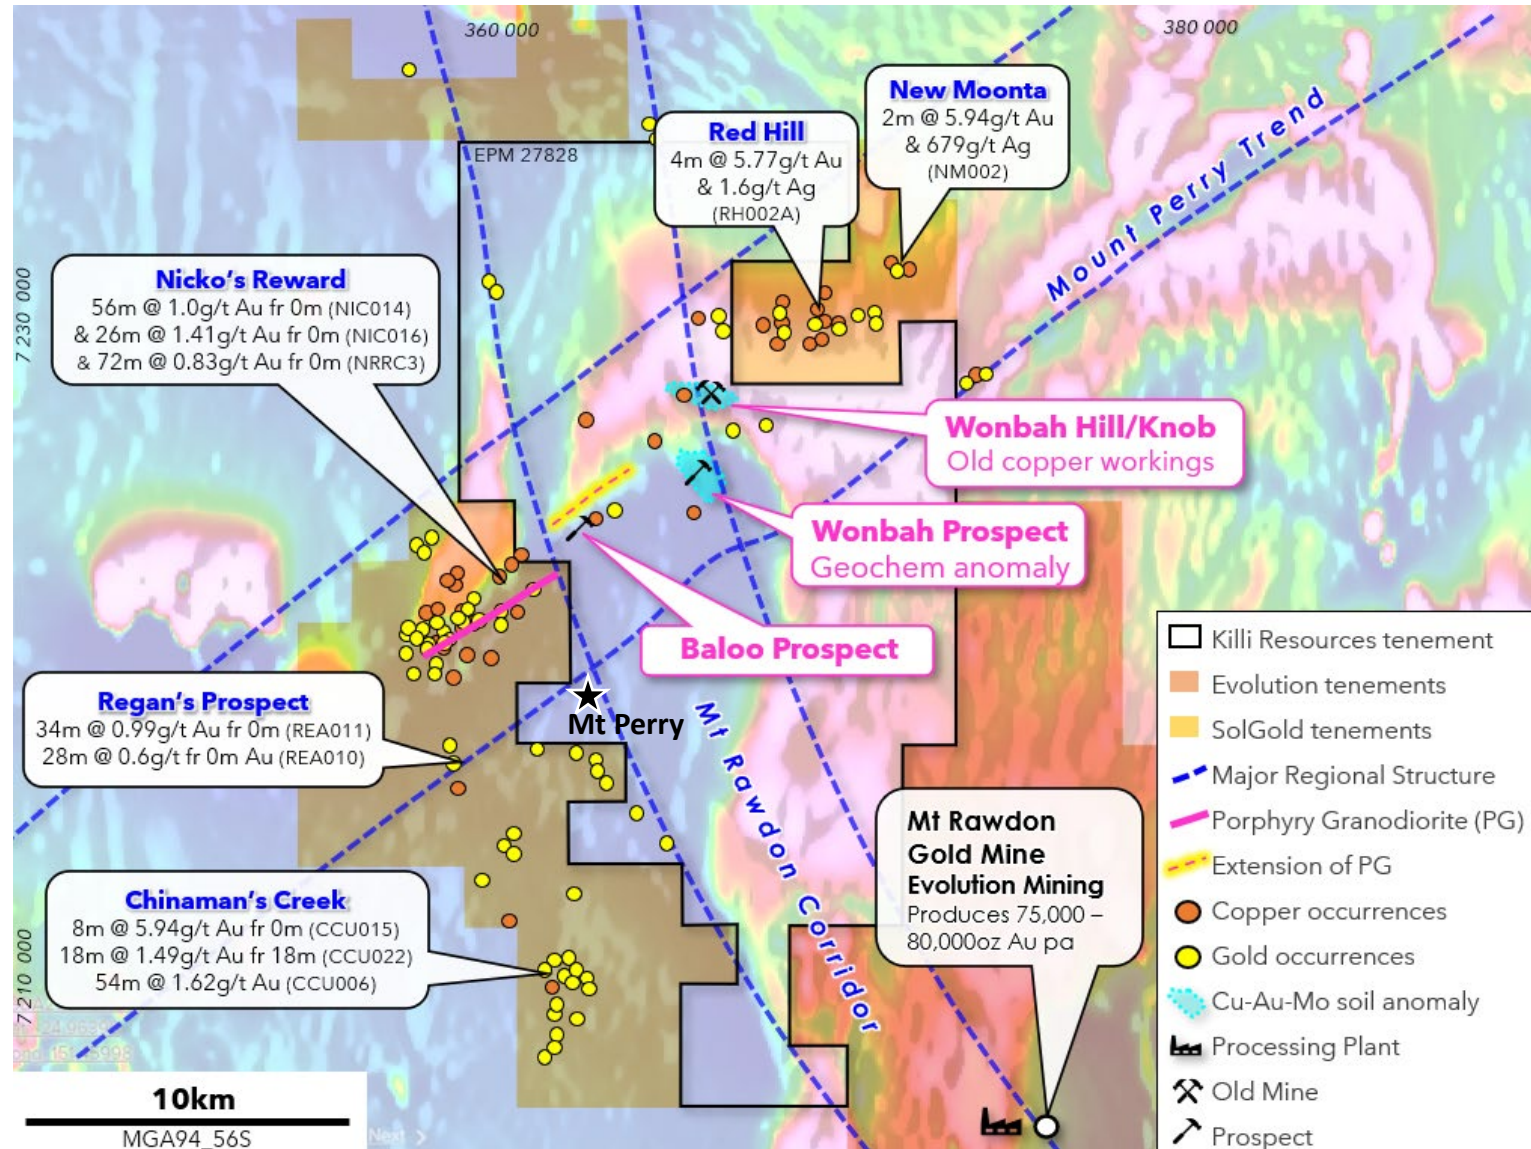 360 000
380 000
New Moonta
2m @ 5.94g/t Au
& 679g/t Ag
(NM002)
Red Hill
4m @ 5.77g/t Au
& 1.6g/t Ag
(RH002A)
EPM 27828
Mount Perry Trend
7 230 000
Nicko's Reward
56m @ 1.0g/t Au fr 0m (NIC014)
& 26m @ 1.41g/t Au fr 0m (NIC016)
& 72m @ 0.83g/t Au fr 0m (NRRC3)
Wonbah Hill/Knob
Old copper workings
Wonbah Prospect
Geochem anomaly
Baloo Prospect
Regan's Prospect
34m @ 0.99g/t Au fr 0m (REA011)
28m @ 0.6g/t fr 0m Au (REA010)
Mt Perry
Mt Rawdon Corridor
Mt Rawdon
Gold Mine
Evolution Mining
Produces 75,000 –
80,000oz Au pa
Chinaman's Creek
8m @ 5.94g/t Au fr 0m (CCU015)
18m @ 1.49g/t Au fr 18m (CCU022)
54m @ 1.62g/t Au (CCU006)
7 210 000
10km
MGA94_56S
Next >
Killi Resources tenement
Evolution tenements
SolGold tenements
Major Regional Structure
Porphyry Granodiorite (PG)
Extension of PG
Copper occurrences
Gold occurrences
Cu-Au-Mo soil anomaly
Processing Plant
Old Mine
Prospect